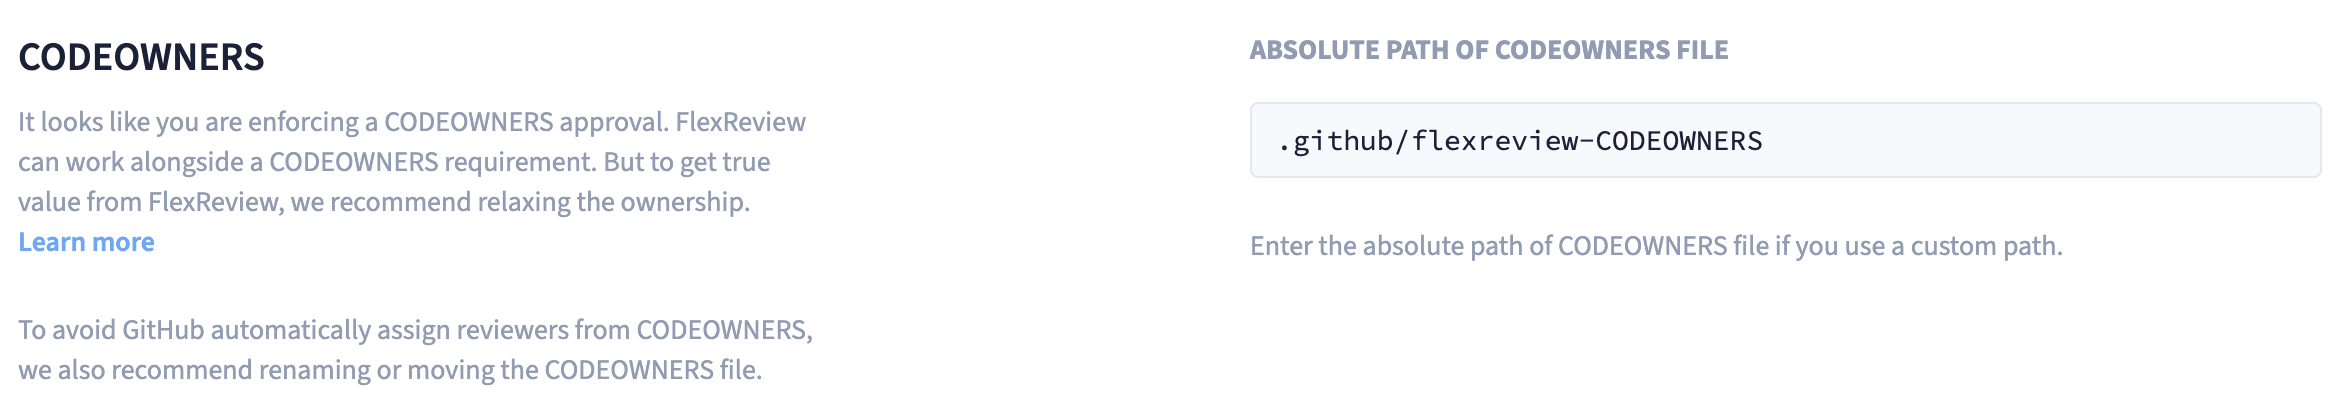 CODEOWNERS
It looks like you are enforcing a CODEOWNERS approval. FlexReview
can work alongside a CODEOWNERS requirement. But to get true
value from FlexReview, we recommend relaxing the ownership.
Learn more
To avoid GitHub automatically assign reviewers from CODEOWNERS,
we also recommend renaming or moving the CODEOWNERS file.
ABSOLUTE PATH OF CODEOWNERS FILE
.github/flexreview-CODEOWNERS
Enter the absolute path of CODEOWNERS file if you use a custom path.